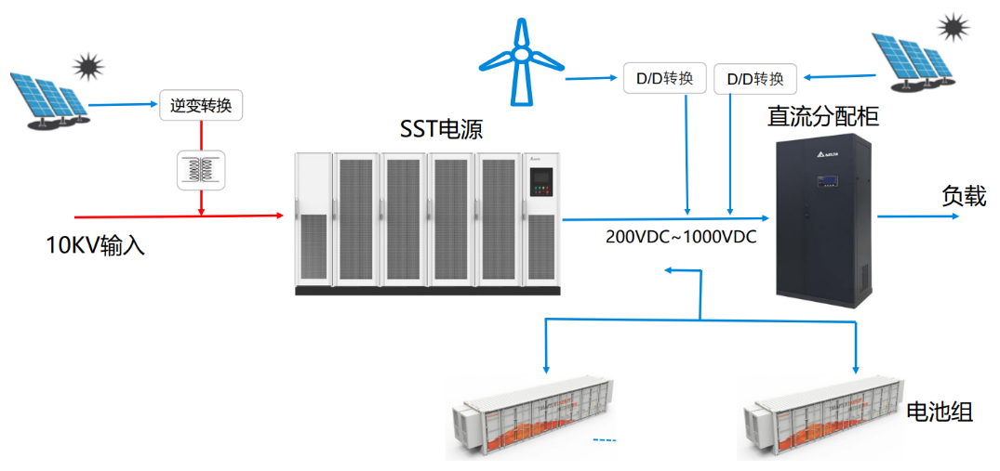 D/D转换
D/D转换
逆变转换
SST电源
直流分配柜
DELTA
负载
10KV输入
200VDC~1000VDC
电池组